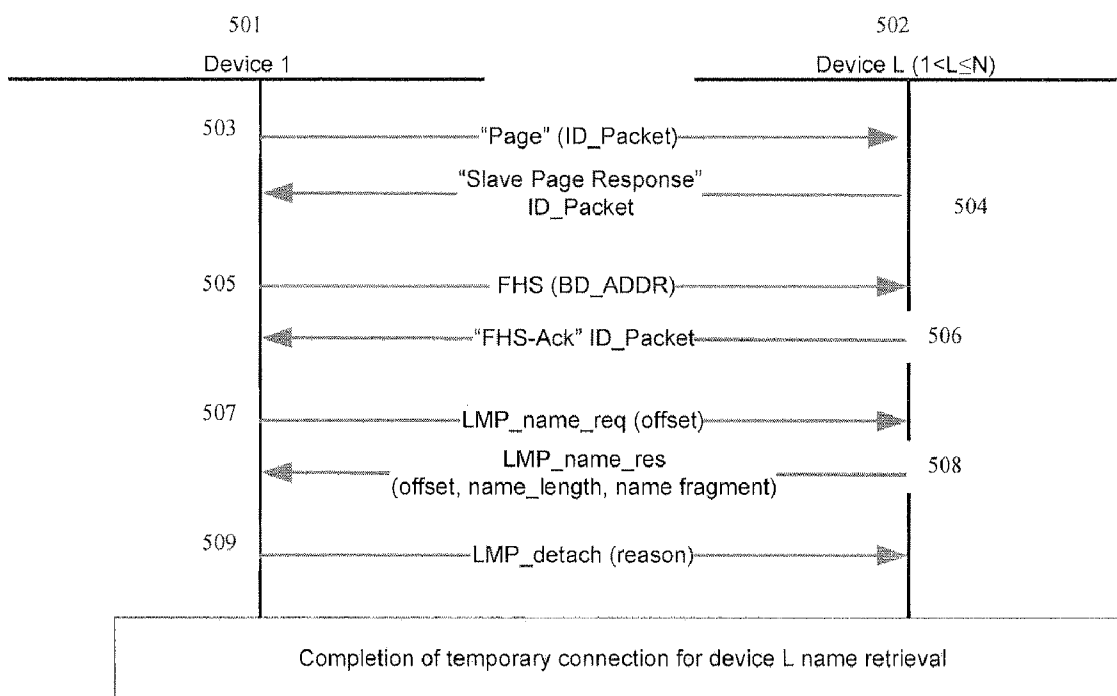 501
502
Device 1
Device L (1<L≤N)
503
“Page” (ID_Packet)
“Slave Page Response”
ID_Packet
504
505
FHS (BD_ADDR)
“FHS-Ack” ID_Packet
506
507
LMP_name_req (offset)
LMP_name_res
(offset, name_length, name fragment)
508
509
LMP_detach (reason)
Completion of temporary connection for device L name retrieval